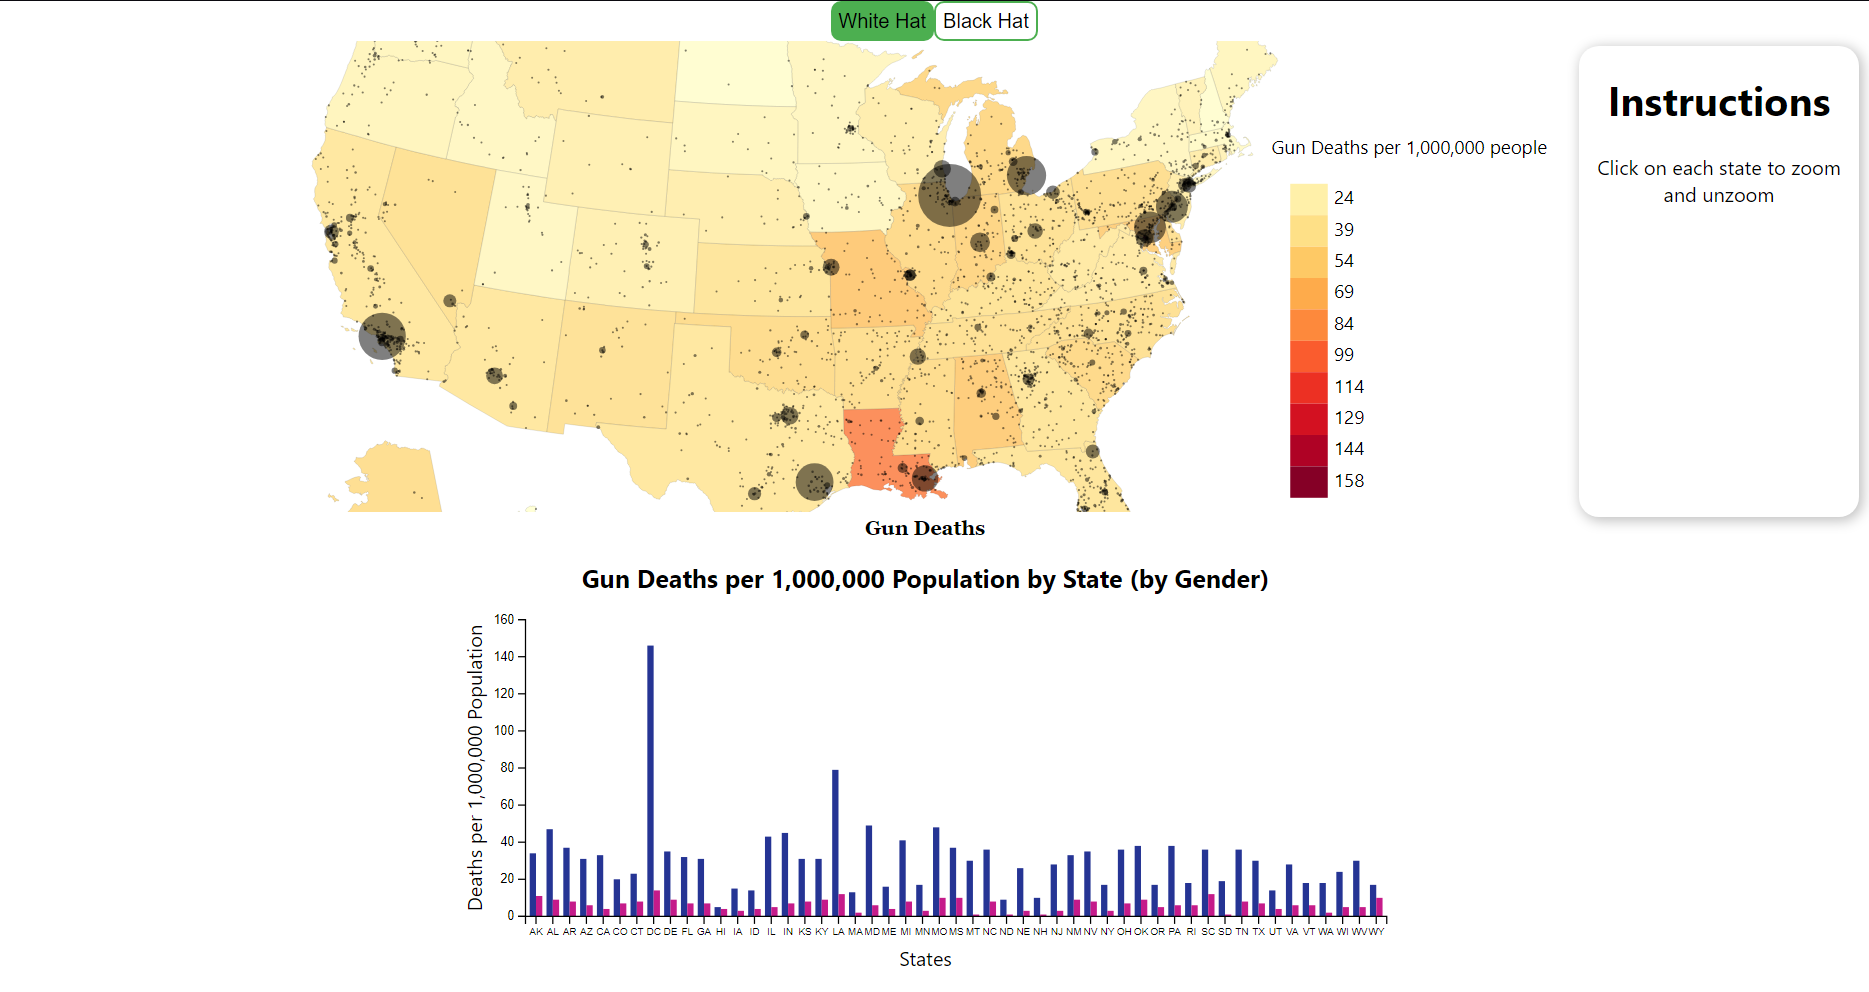 White Hat Black Hat
Instructions
Click on each state to zoom
and unzoom
Gun Deaths per 1,000,000 people
24
39
54
69
84
99
114
129
144
158
Gun Deaths
Gun Deaths per 1,000,000 Population by State (by Gender)
Deaths per 1,000,000 Population
160
140
120
100
80
60
40
20
0
AK AL AR AZ CA CO CT DC DE FL GA HI IA ID IL IN KS KY LA MA MD ME MI MN MO MS MT NC ND NE NH NJ NM NV NY OH OK OR PA RI SC SD TN TX UT VA VT WA WI WV WY
States